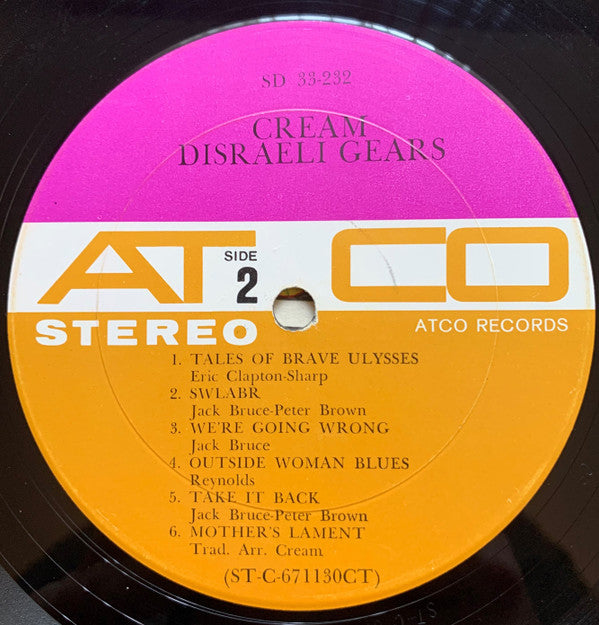 SD 33-232
CREAM
DISRAELI GEARS
ATCO
SIDE
2
STEREO
ATCO RECORDS
1. TALES OF BRAVE ULYSSES
Eric Clapton-Sharp
2. SWLABR
Jack Bruce-Peter Brown
3. WE'RE GOING WRONG
Jack Bruce
4. OUTSIDE WOMAN BLUES
Reynolds
5. TAKE IT BACK
Jack Bruce-Peter Brown
6. MOTHER'S LAMENT
Trad. Arr. Cream
(ST-C-671130CT)